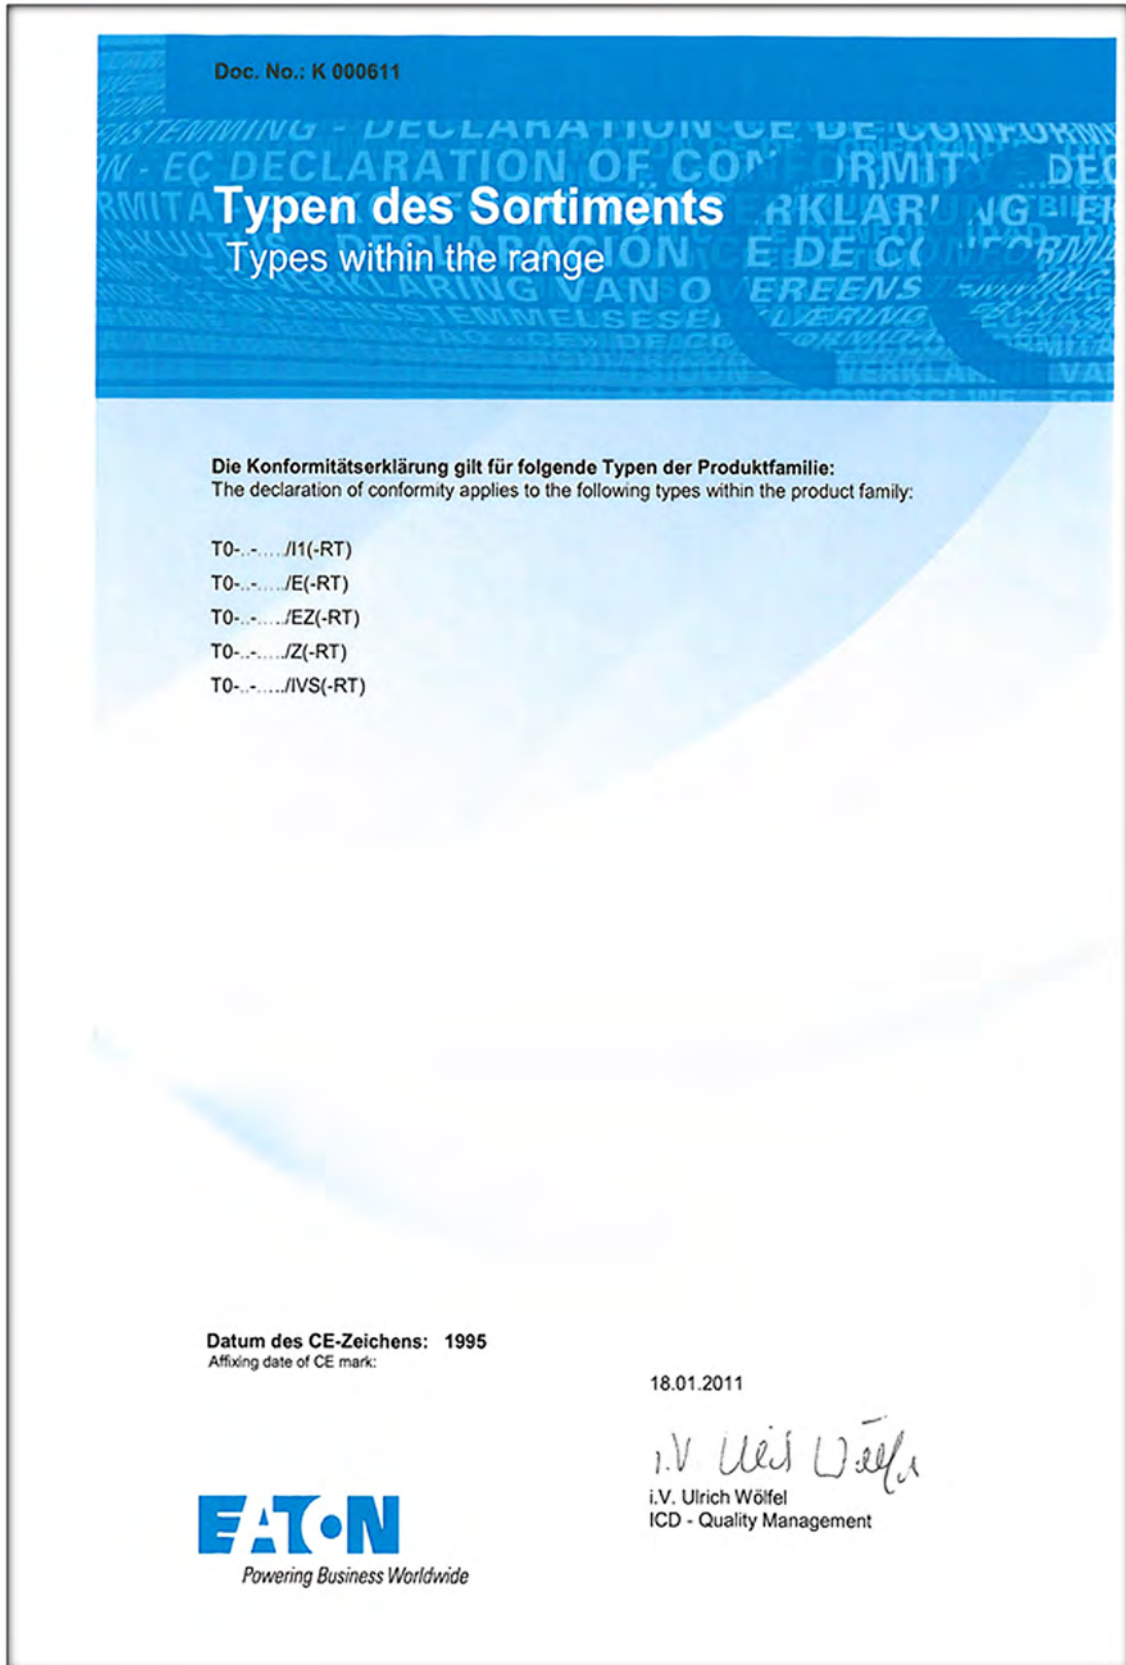 Doc. No.: K 000611
Typen des Sortiments
Types within the range
Die Konformitätserklärung gilt für folgende Typen der Produktfamilie:
The declaration of conformity applies to the following types within the product family:
T0-..-...../I1(-RT)
T0-..-...../E(-RT)
T0-..-...../EZ(-RT)
T0-..-...../Z(-RT)
T0-..-...../IVS(-RT)
Datum des CE-Zeichens: 1995
Affixing date of CE mark:
18.01.2011
i.V. Ulrich Wölfel
ICD - Quality Management
EATON
Powering Business Worldwide